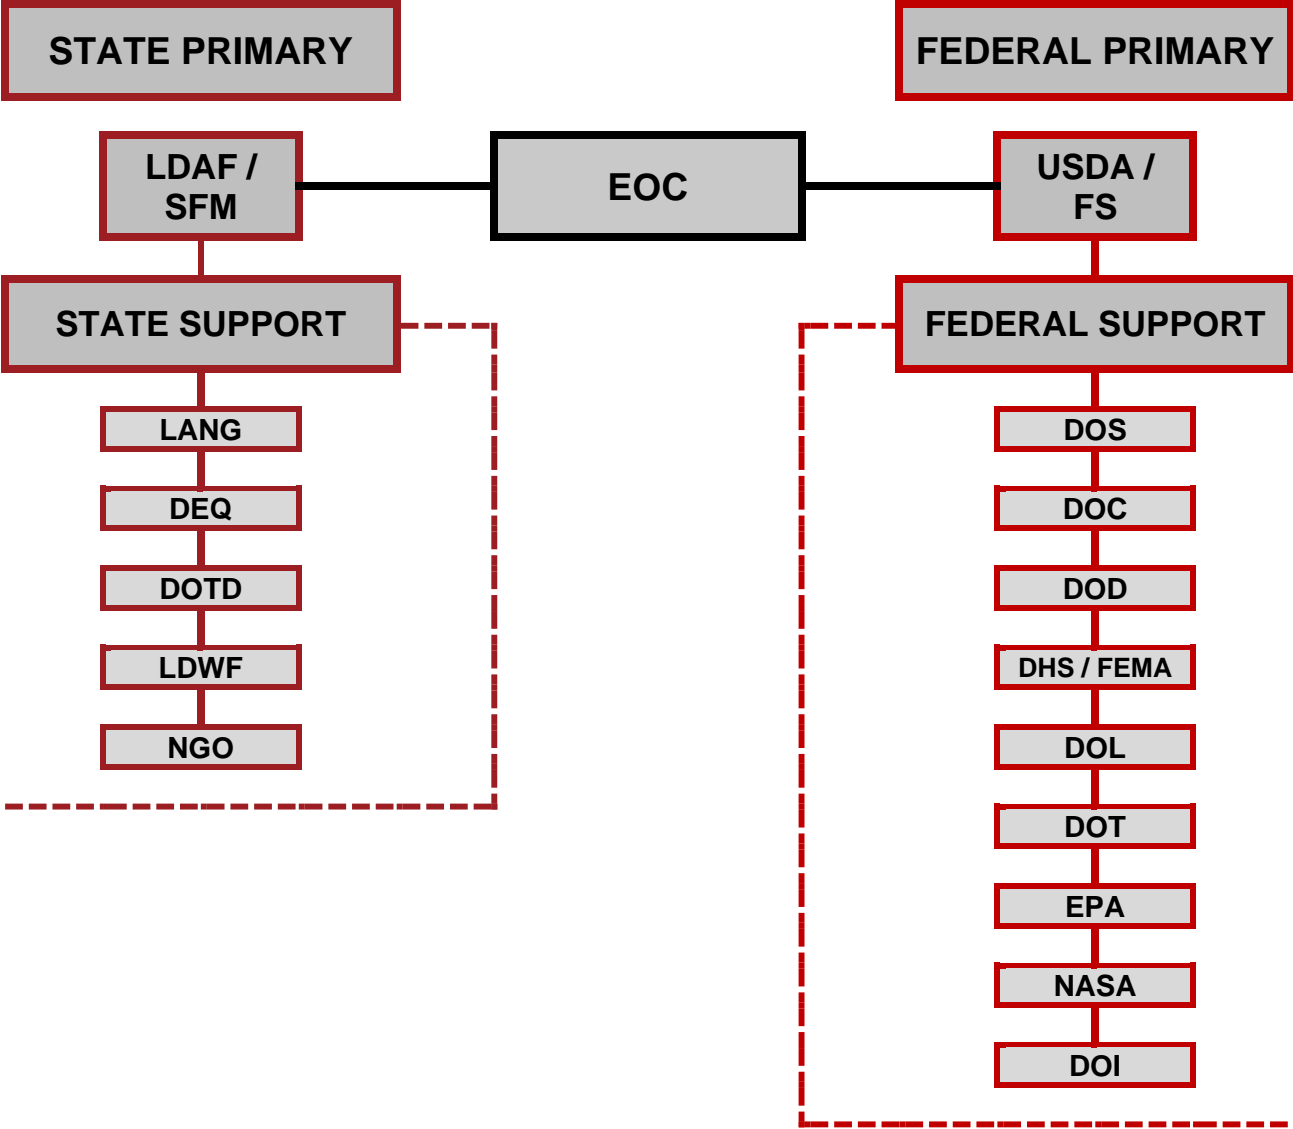 STATE PRIMARY
FEDERAL PRIMARY
LDAF /
SFM
EOC
USDA /
FS
STATE SUPPORT
FEDERAL SUPPORT
LANG
DEQ
DOTD
LDWF
NGO
DOS
DOC
DOD
DHS / FEMA
DOL
DOT
EPA
NASA
DOI